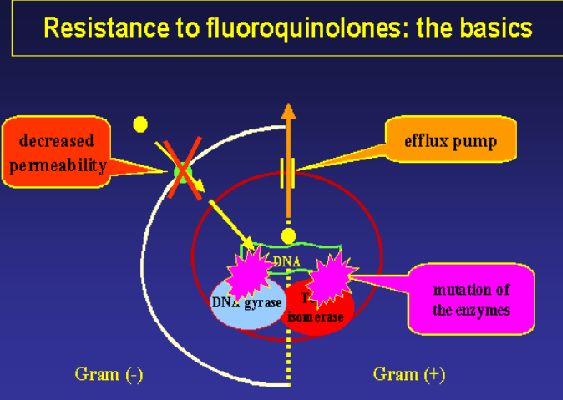 Resistance to fluoroquinolones: the basics
decreased
permeability
efflux pump
DNA
DNA gyrase
isomerase
mutation of
the enzymes
Gram (-)
Gram (+)